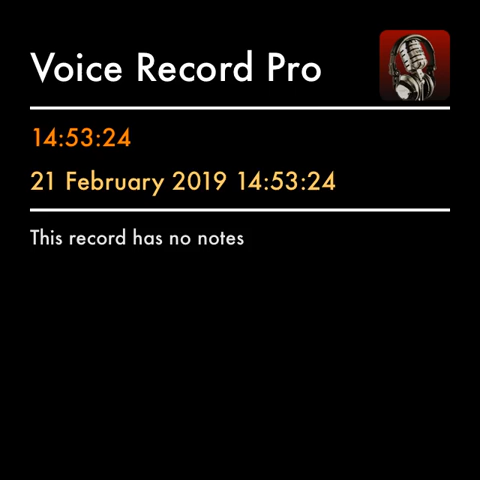 Voice Record Pro
14:53:24
21 February 2019 14:53:24
This record has no notes